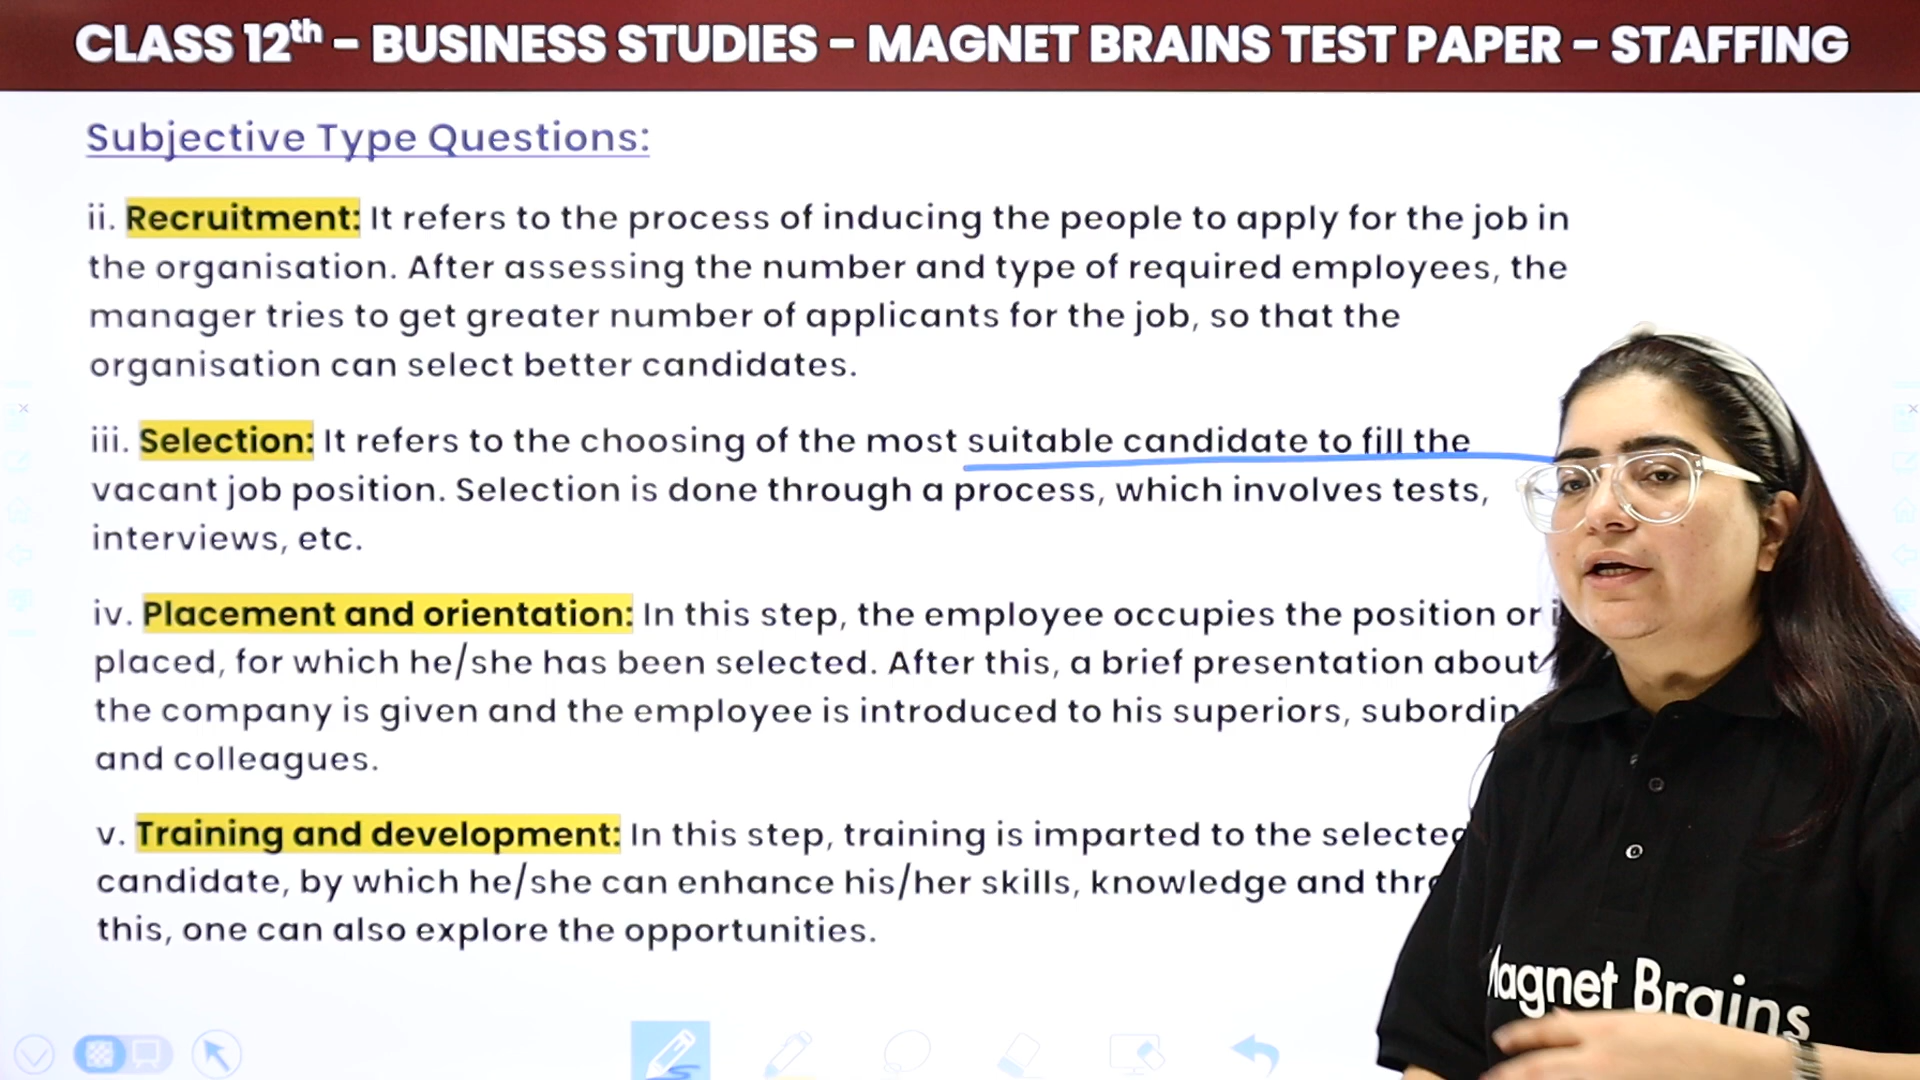 CLASS 12th – BUSINESS STUDIES – MAGNET BRAINS TEST PAPER – STAFFING
Subjective Type Questions:
ii. Recruitment: It refers to the process of inducing the people to apply for the job in
the organisation. After assessing the number and type of required employees, the
manager tries to get greater number of applicants for the job, so that the
organisation can select better candidates.
iii. Selection: It refers to the choosing of the most suitable candidate to fill the
vacant job position. Selection is done through a process, which involves tests,
interviews, etc.
iv. Placement and orientation: In this step, the employee occupies the position or
placed, for which he/she has been selected. After this, a brief presentation about
the company is given and the employee is introduced to his superiors,
and colleagues.
v. Training and development: In this step, training is imparted to the
candidate, by which he/she can enhance his/her skills, knowledge and
this, one can also explore the opportunities.
Magnet Brains